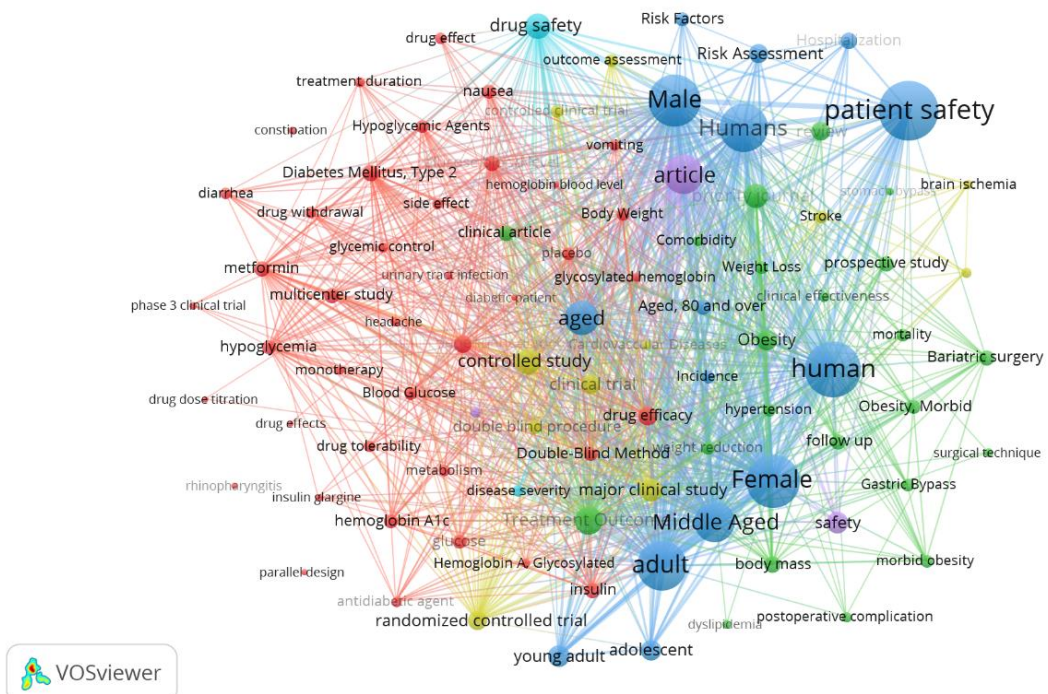 Risk Factors
drug safety
drug effect
Hospitalization
Risk Assessment
outcome assessment
treatment duration
nausea
Male
patient safety
controlled clinical trial
constipation
Hypoglycemic Agents
Humans
review
vomiting
Diabetes Mellitus, Type 2
article
hemoglobin blood level
brain ischemia
stomach bypass
diarrhea
priority journal
side effect
drug withdrawal
Body Weight
Stroke
clinical article
Comorbidity
glycemic control
placebo
prospective study
metformin
urinary tract infection
glycosylated hemoglobin
Weight Loss
multicenter study
diabetic patient
clinical effectiveness
phase 3 clinical trial
Aged, 80 and over
headache
aged
mortality
hypoglycemia
Cardiovascular Diseases
Obesity
controlled study
Bariatric surgery
monotherapy
human
Incidence
clinical trial
Blood Glucose
drug dose titration
Obesity, Morbid
hypertension
drug efficacy
drug effects
double blind procedure
drug tolerability
weight reduction
follow up
Double-Blind Method
surgical technique
metabolism
Female
rhinopharyngitis
disease severity
major clinical study
Gastric Bypass
insulin glargine
hemoglobin A1c
Treatment Outcome
Middle Aged
safety
glucose
Hemoglobin A, Glycosylated
adult
body mass
morbid obesity
parallel design
insulin
antidiabetic agent
randomized controlled trial
postoperative complication
dyslipidemia
young adult
adolescent
VOSviewer